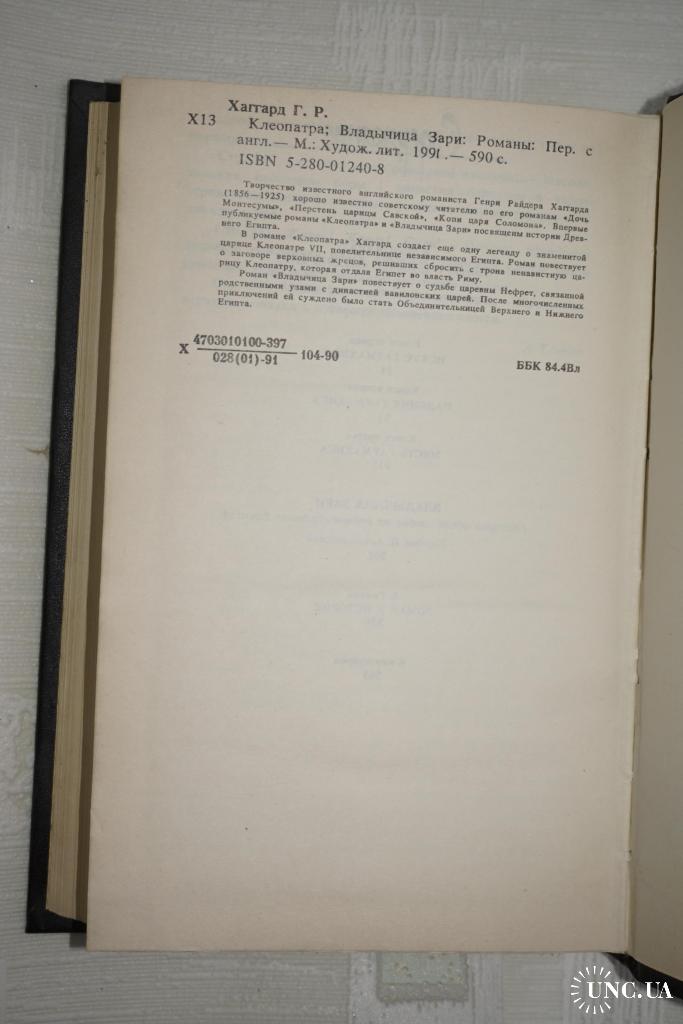 Хаггард Г. Р.
Х13
Клеопатра; Владычица Зари: Романы: Пер. с
англ.— М.: Худож. лит. 1991.— 590 с.
ISBN 5-280-01240-8
Творчество известного английского романиста Генри Райдера Хаггарда
(1856—1925) хорошо известно советскому читателю по его романам «Дочь
Монтесумы», «Перстень царицы Савской», «Копи царя Соломона». Впервые
публикуемые романы «Клеопатра» и «Владычица Зари» посвящены истории Древ-
него Египта.
В романе «Клеопатра» Хаггард создает еще одну легенду о знаменитой
царице Клеопатре VII, повелительнице независимого Египта. Роман повествует
о заговоре верховных жрецов, решивших сбросить с трона ненавистную ца-
рицу Клеопатру, которая отдала Египет во власть Риму.
Роман «Владычица Зари» повествует о судьбе царевны Нефрет, связанной
родственными узами с династией вавилонских царей. После многочисленных
приключений ей суждено было стать Объединительницей Верхнего и Нижнего
Египта.
4703010100-397
Х 104-90
028(01)-91
ББК 84.4Вл
UNC.UA